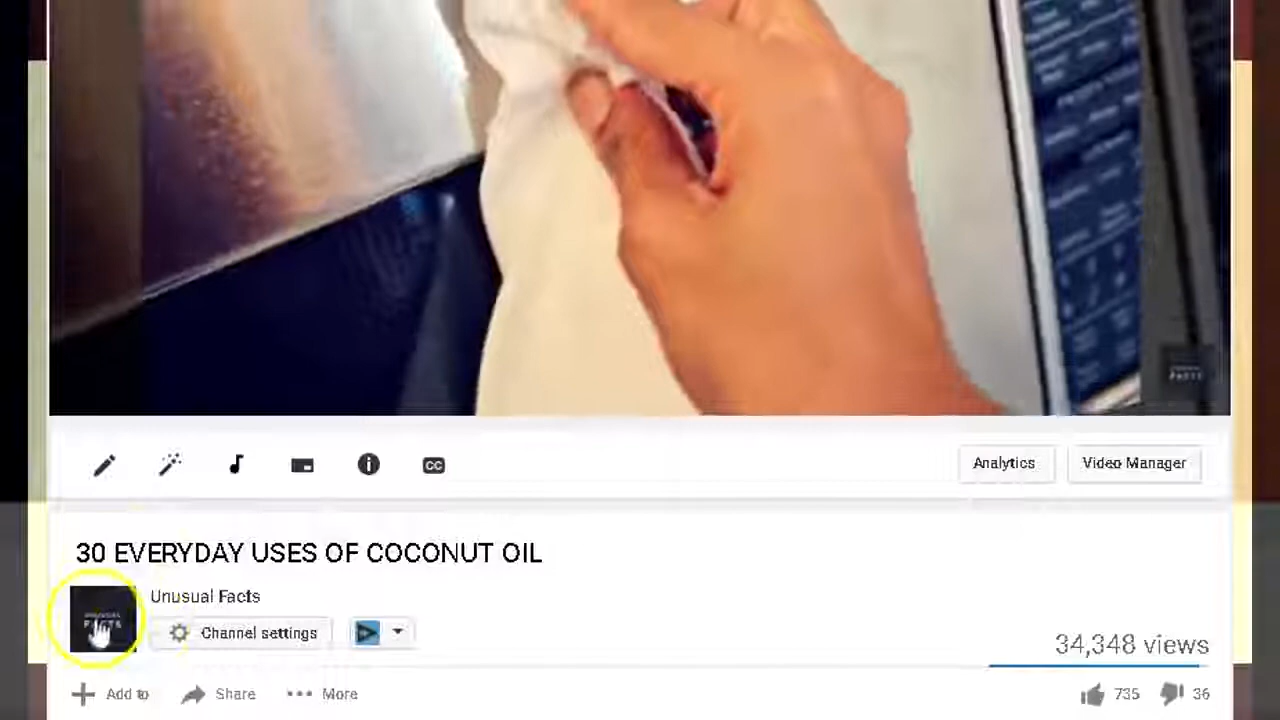 Analytics
Video Manager
30 EVERYDAY USES OF COCONUT OIL
Unusual Facts
Channel settings
34,348 views
Add to
Share
More
735
36